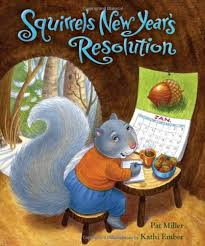 Squirrel's New Year's
Resolution
JAN.
Pat Miller
Kathi Ember